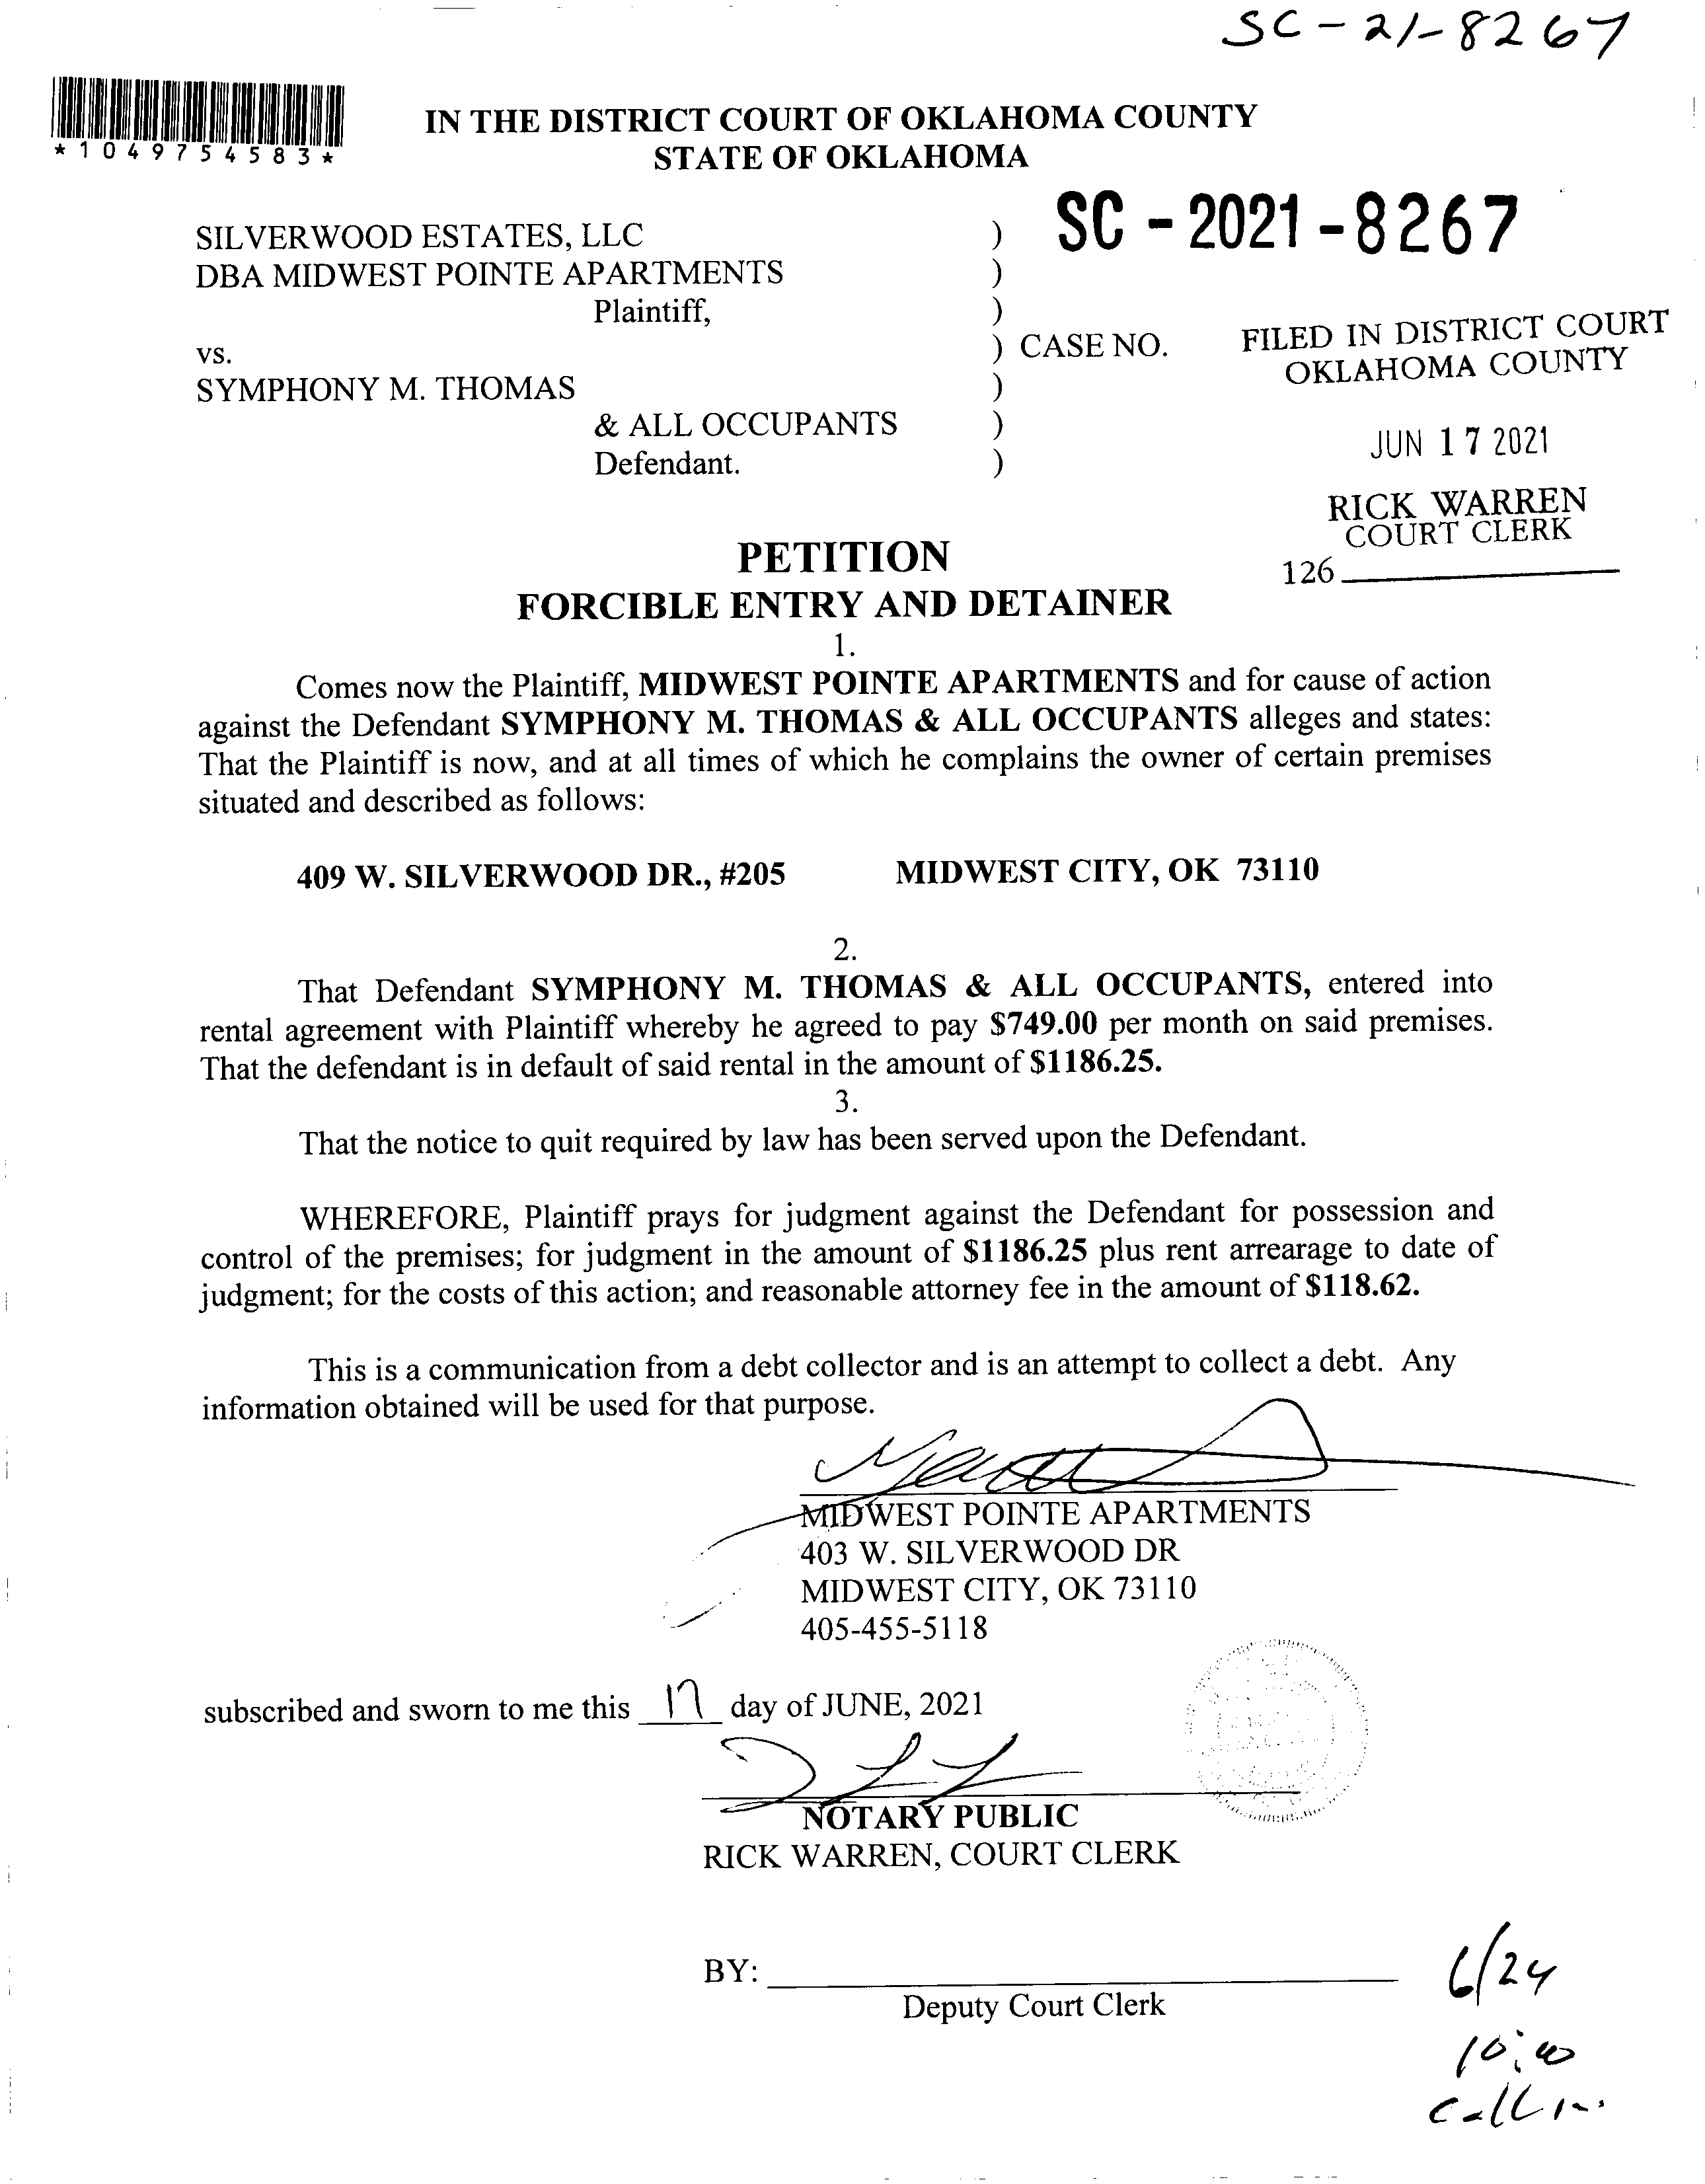 SC-21-8267
*1049754583*
IN THE DISTRICT COURT OF OKLAHOMA COUNTY
STATE OF OKLAHOMA
SC-2021-8267
SILVERWOOD ESTATES, LLC )
DBA MIDWEST POINTE APARTMENTS )
Plaintiff, )
vs. ) CASE NO.
SYMPHONY M. THOMAS )
& ALL OCCUPANTS )
Defendant. )
FILED IN DISTRICT COURT
OKLAHOMA COUNTY
JUN 17 2021
RICK WARREN
COURT CLERK
126
PETITION
FORCIBLE ENTRY AND DETAINER
1.
Comes now the Plaintiff, MIDWEST POINTE APARTMENTS and for cause of action
against the Defendant SYMPHONY M. THOMAS & ALL OCCUPANTS alleges and states:
That the Plaintiff is now, and at all times of which he complains the owner of certain premises
situated and described as follows:
409 W. SILVERWOOD DR., #205 MIDWEST CITY, OK 73110
2.
That Defendant SYMPHONY M. THOMAS & ALL OCCUPANTS, entered into
rental agreement with Plaintiff whereby he agreed to pay $749.00 per month on said premises.
That the defendant is in default of said rental in the amount of $1186.25.
3.
That the notice to quit required by law has been served upon the Defendant.
WHEREFORE, Plaintiff prays for judgment against the Defendant for possession and
control of the premises; for judgment in the amount of $1186.25 plus rent arrearage to date of
judgment; for the costs of this action; and reasonable attorney fee in the amount of $118.62.
This is a communication from a debt collector and is an attempt to collect a debt. Any
information obtained will be used for that purpose.
MIDWEST POINTE APARTMENTS
403 W. SILVERWOOD DR
MIDWEST CITY, OK 73110
405-455-5118
subscribed and sworn to me this 17 day of JUNE, 2021
NOTARY PUBLIC
RICK WARREN, COURT CLERK
BY:
Deputy Court Clerk
6/24
10:00
Call in.